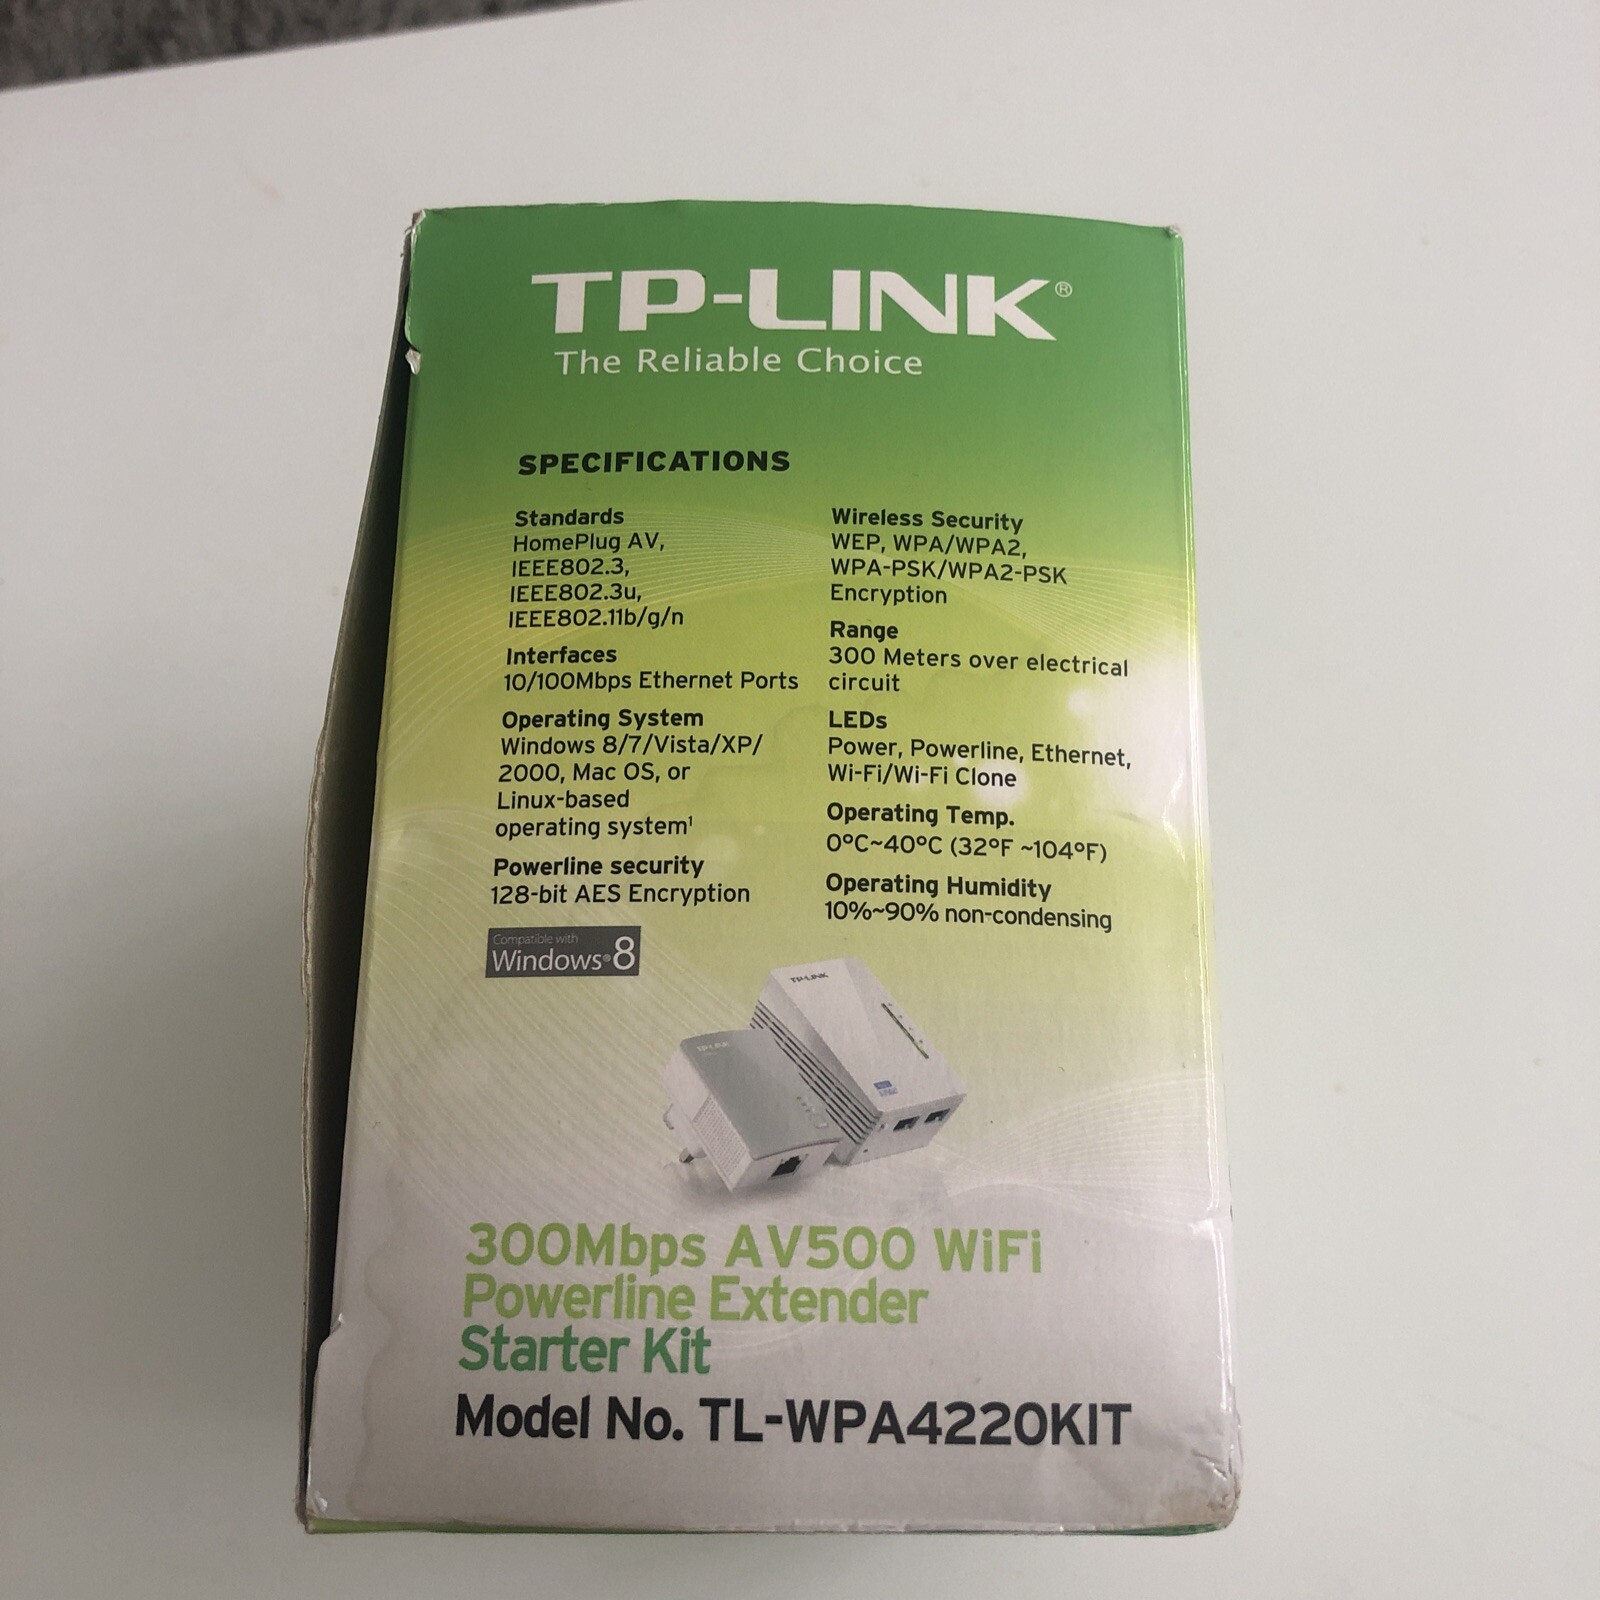 TP-LINK®
The Reliable Choice
SPECIFICATIONS
Standards
HomePlug AV,
IEEE802.3,
IEEE802.3u,
IEEE802.11b/g/n
Interfaces
10/100Mbps Ethernet Ports
Operating System
Windows 8/7/Vista/XP/
2000, Mac OS, or
Linux-based
operating system¹
Powerline security
128-bit AES Encryption
Compatible with
Windows®8
Wireless Security
WEP, WPA/WPA2,
WPA-PSK/WPA2-PSK
Encryption
Range
300 Meters over electrical
circuit
LEDs
Power, Powerline, Ethernet,
Wi-Fi/Wi-Fi Clone
Operating Temp.
0°C~40°C (32°F ~104°F)
Operating Humidity
10%~90% non-condensing
TP-LINK
TP-LINK
300Mbps AV500 WiFi
Powerline Extender
Starter Kit
Model No. TL-WPA4220KIT